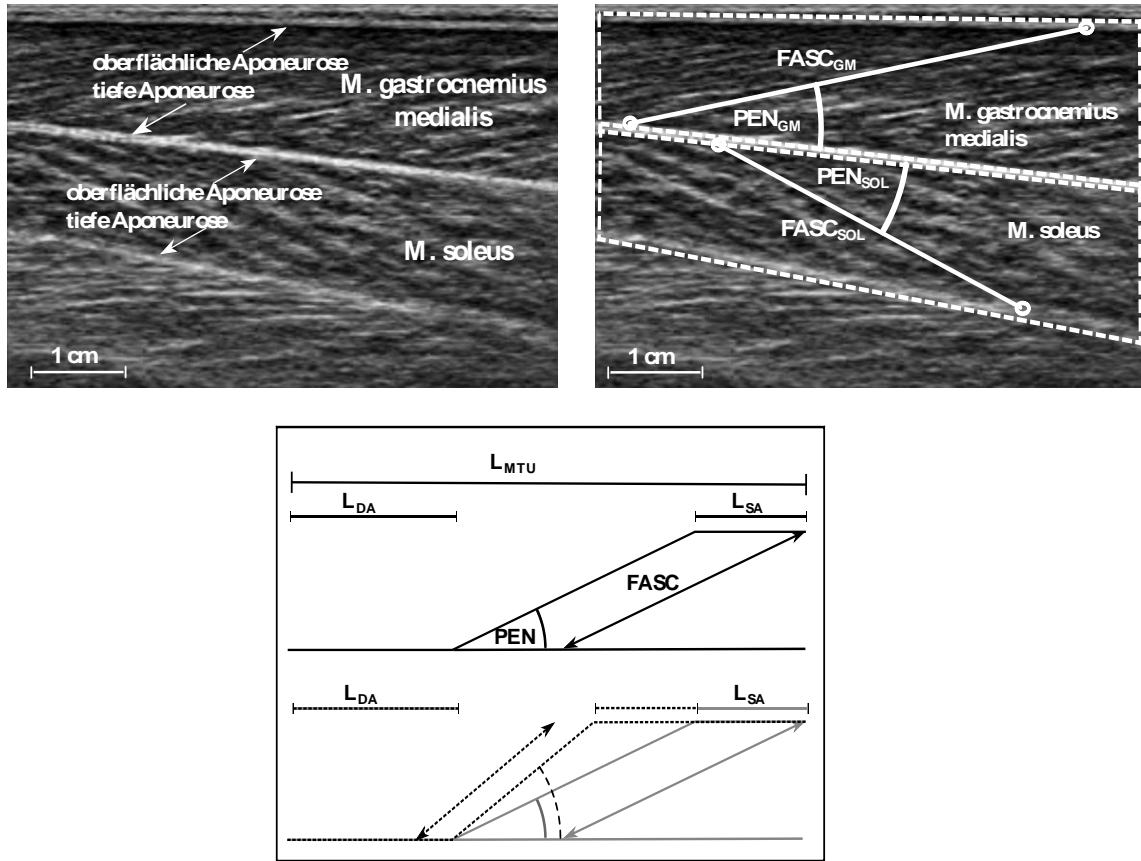 oberflächliche Aponeurose
tiefe Aponeurose
M. gastrocnemius
medialis
oberflächliche Aponeurose
tiefe Aponeurose
M. soleus
1 cm
FASC_GM
PEN_GM
M. gastrocnemius
medialis
PEN_SOL
FASC_SOL
M. soleus
1 cm
L_MTU
L_DA
L_SA
FASC
PEN
L_DA
L_SA